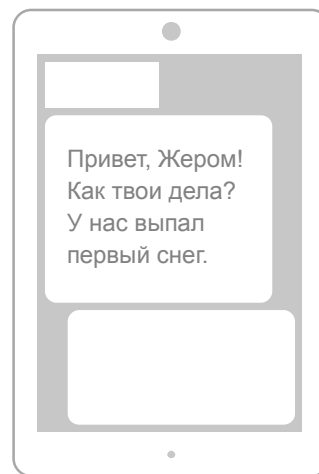 Привет, Жером!
Как твои дела?
У нас выпал
первый снег.